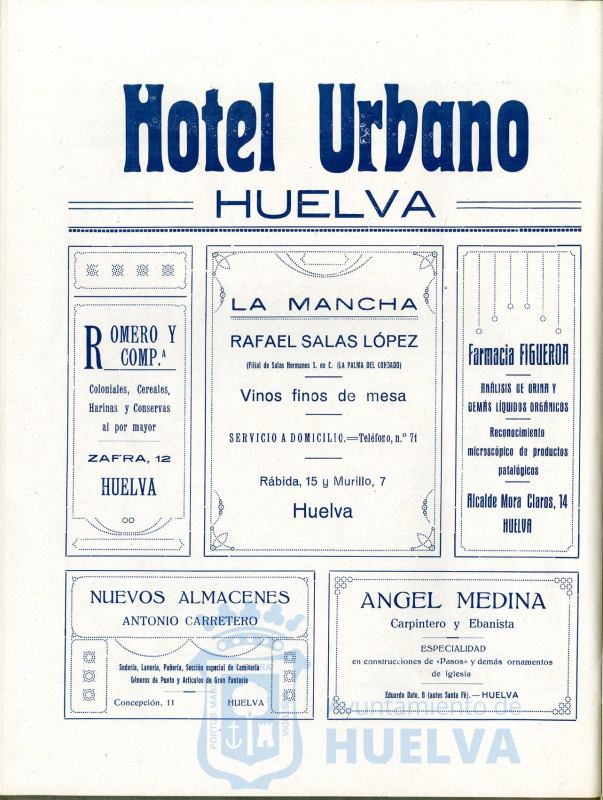 Hotel Urbano
HUELVA
ROMERO Y
COMP.ª
Coloniales, Cereales,
Harinas y Conservas
al por mayor
ZAFRA, 12
HUELVA
LA MANCHA
RAFAEL SALAS LÓPEZ
(Filial de Salas Hermanos S. en C. (LA PALMA DEL CONDADO)
Vinos finos de mesa
SERVICIO A DOMICILIO.=Teléfono, n.º 71
Rábida, 15 y Murillo, 7
Huelva
Farmacia FIGUEROA
ANÁLISIS DE ORINA Y
DEMÁS LÍQUIDOS ORGÁNICOS
Reconocimiento
microscópico de productos
patológicos
Alcalde Mora Claros, 14
HUELVA
NUEVOS ALMACENES
ANTONIO CARRETERO
Sedería, Lanería, Pañería, Sección especial de Camisería
Géneros de Punto y Artículos de Gran Fantasía
Concepción, 11 HUELVA
ANGEL MEDINA
Carpintero y Ebanista
ESPECIALIDAD
en construcciones de «Pasos» y demás ornamentos
de Iglesia
Eduardo Dato, 8 (antes Santa Fé).—HUELVA
PORTUS MARIS
CUSTODIA
Ayuntamiento de
HUELVA